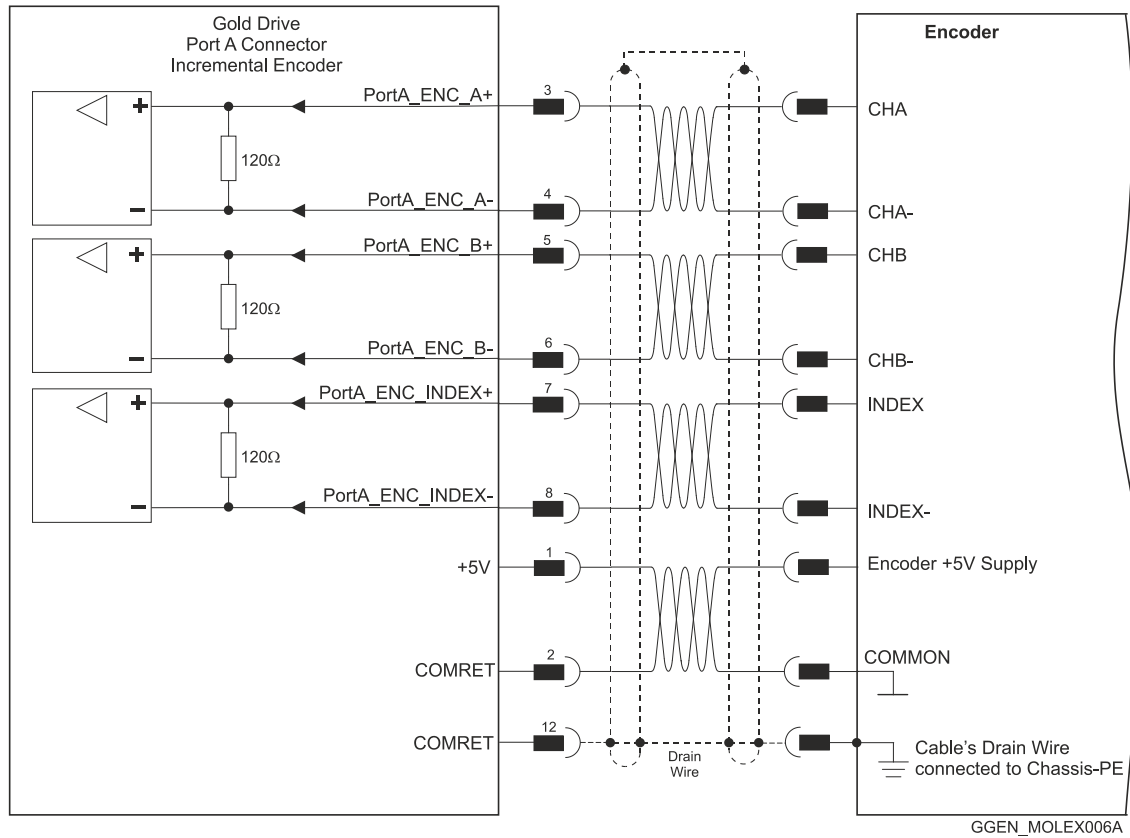 Gold Drive
Port A Connector
Incremental Encoder
Encoder
+
PortA_ENC_A+
3
CHA
120Ω
−
PortA_ENC_A-
4
CHA-
+
PortA_ENC_B+
5
CHB
120Ω
−
PortA_ENC_B-
6
CHB-
+
PortA_ENC_INDEX+
7
INDEX
120Ω
−
PortA_ENC_INDEX-
8
INDEX-
+5V
1
Encoder +5V Supply
COMRET
2
COMMON
COMRET
12
Drain
Wire
Cable's Drain Wire
connected to Chassis-PE
GGEN_MOLEX006A